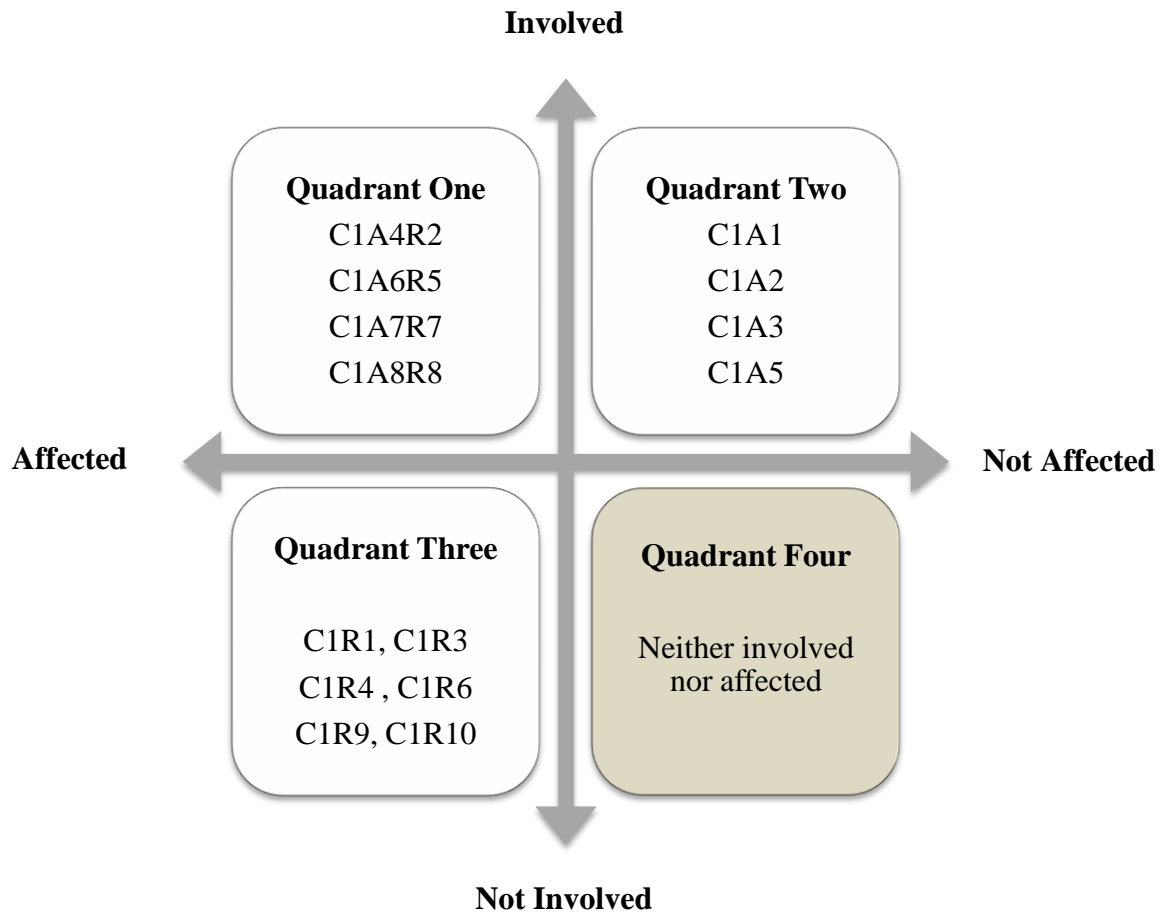 Involved
Quadrant One
C1A4R2
C1A6R5
C1A7R7
C1A8R8
Quadrant Two
C1A1
C1A2
C1A3
C1A5
Affected
Not Affected
Quadrant Three
C1R1, C1R3
C1R4 , C1R6
C1R9, C1R10
Quadrant Four
Neither involved
nor affected
Not Involved